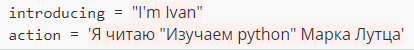 introducing = "I'm Ivan"
action = 'Я читаю "Изучаем python" Марка Лутца'